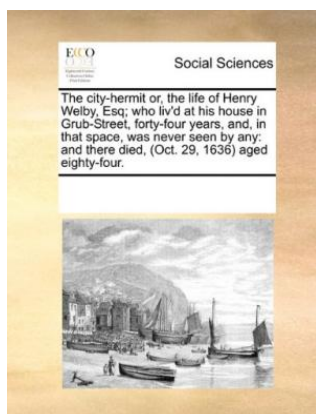 ECCO
Social Sciences
The city-hermit or, the life of Henry
Welby, Esq; who liv'd at his house in
Grub-Street, forty-four years, and, in
that space, was never seen by any:
and there died, (Oct. 29, 1636) aged
eighty-four.